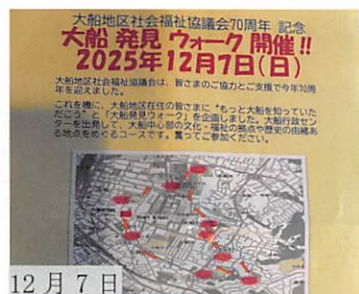 大船地区社会福祉協議会70周年 記念
大船 発見 ウォーク 開催!!
2025年12月7日(日)
大船地区社会福祉協議会は、皆さまのご協力とご支援で今年70周
年を迎えました。
これを機に、大船地区在住の皆さまに"もっと大船を知っていた
だこう"と「大船発見ウォーク」を企画しました。大船行政セン
ターを出発して、大船中心部の文化・福祉の拠点や歴史の由緒あ
る地点をめぐるコースです。奮ってご参加ください。
12月7日